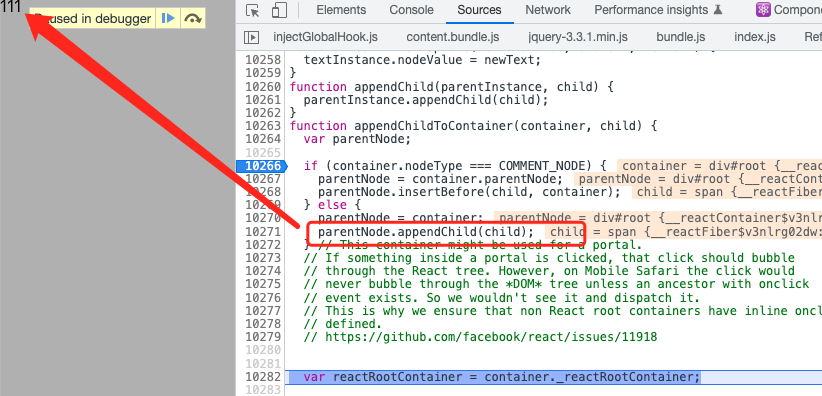 111
Paused in debugger
Elements Console Sources Network Performance insights Compon
injectGlobalHook.js content.bundle.js jquery-3.3.1.min.js bundle.js index.js Ref
10258 textInstance.nodeValue = newText;
10259 }
10260 function appendChild(parentInstance, child) {
10261 parentInstance.appendChild(child);
10262 }
10263 function appendChildToContainer(container, child) {
10264 var parentNode;
10265
10266 if (container.nodeType === COMMENT_NODE) { container = div#root {__reactCon
10267 parentNode = container.parentNode; parentNode = div#root {__reactCont
10268 parentNode.insertBefore(child, container); child = span {__reactFiber
10269 } else {
10270 parentNode = container; parentNode = div#root {__reactContainer$v3nlr
10271 parentNode.appendChild(child); child = span {__reactFiber$v3nlrg02dw:
10272 } // This container might be used for a portal.
10273 // If something inside a portal is clicked, that click should bubble
10274 // through the React tree. However, on Mobile Safari the click would
10275 // never bubble through the *DOM* tree unless an ancestor with onclick
10276 // event exists. So we wouldn't see it and dispatch it.
10277 // This is why we ensure that non React root containers have inline oncl
10278 // defined.
10279 // https://github.com/facebook/react/issues/11918
10280
10281
10282 var reactRootContainer = container._reactRootContainer;
10283